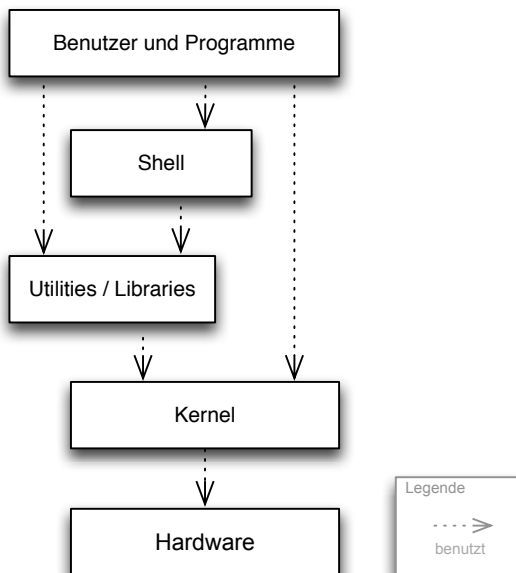 Benutzer und Programme
Shell
Utilities / Libraries
Kernel
Hardware
Legende
benutzt